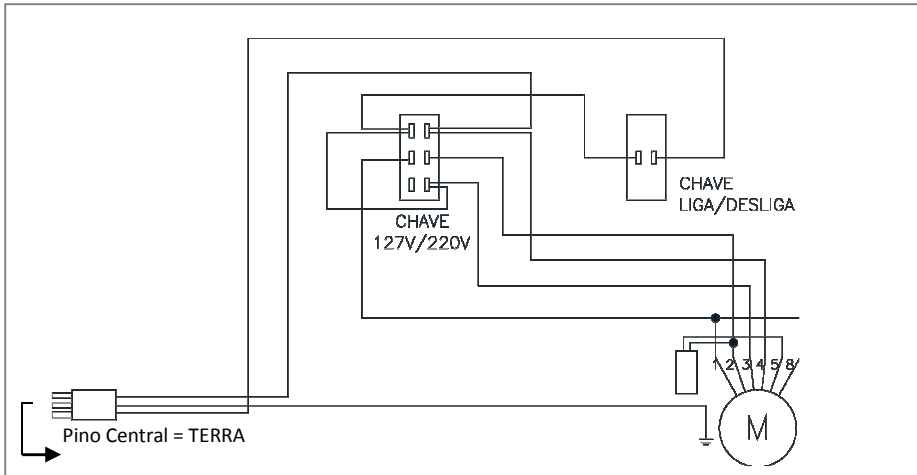 CHAVE
LIGA/DESLIGA
CHAVE
127V/220V
1 2 3 4 5 8
M
Pino Central = TERRA